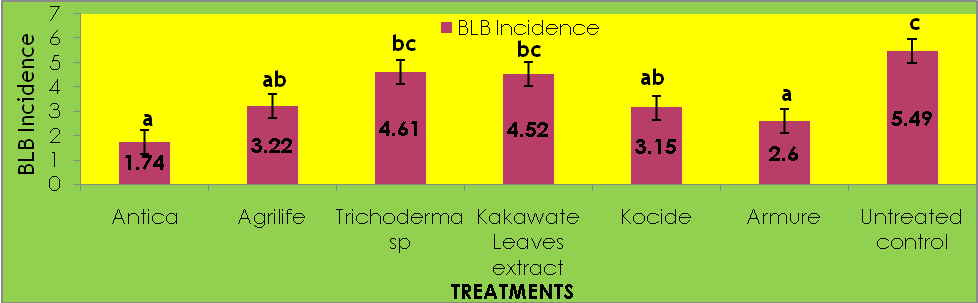 7
6
5
4
3
2
1
0
BLB Incidence
BLB Incidence
a
ab
bc
bc
ab
a
c
1.74
3.22
4.61
4.52
3.15
2.6
5.49
Antica Agrilife Trichoderma Kakawate Kocide Armure Untreated
sp Leaves control
extract
TREATMENTS